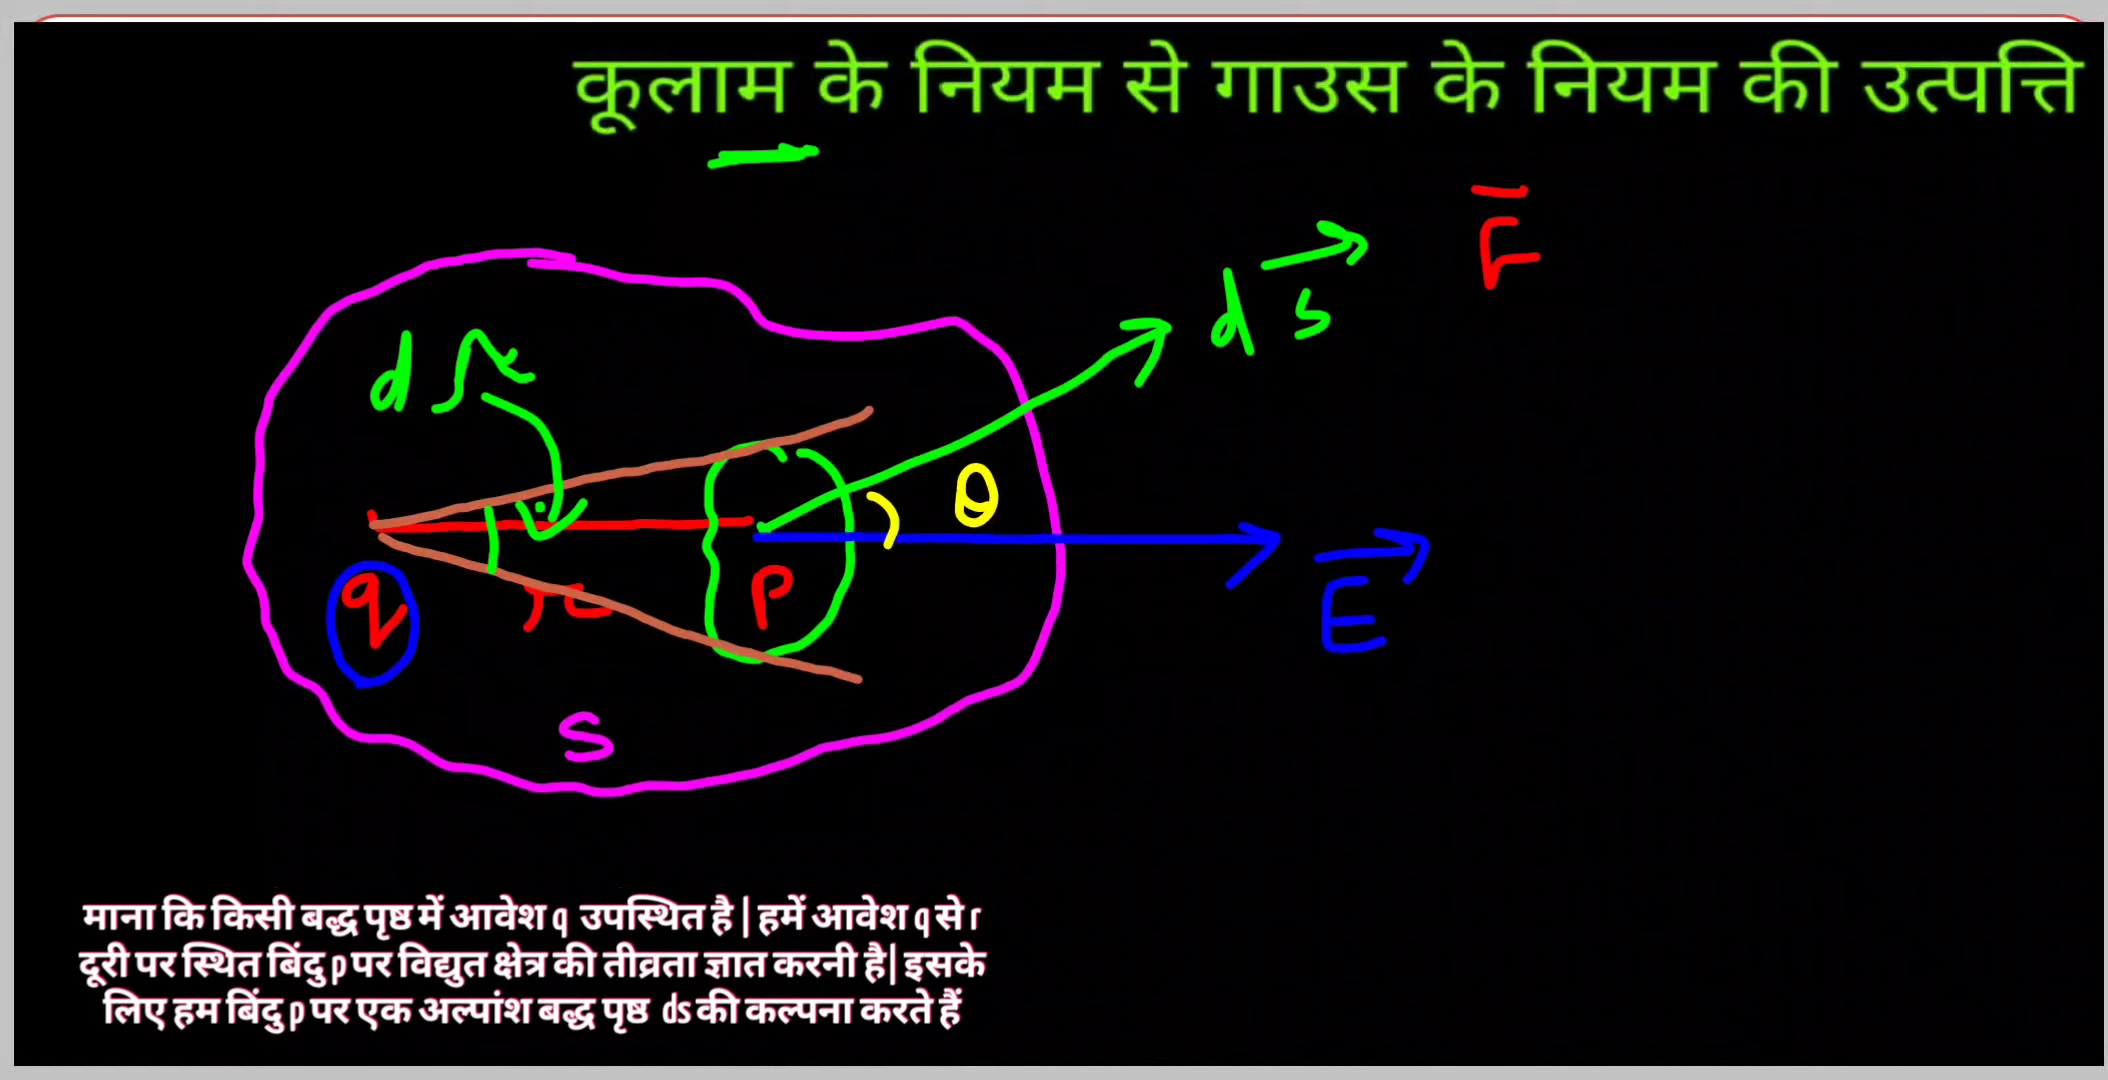 कूलाम के नियम से गाउस के नियम की उत्पत्ति
F
ds
dΩ
θ
q
r
P
E
S
माना कि किसी बद्ध पृष्ठ में आवेश q उपस्थित है | हमें आवेश q से r
दूरी पर स्थित बिंदु p पर विद्युत क्षेत्र की तीव्रता ज्ञात करनी है| इसके
लिए हम बिंदु p पर एक अल्पांश बद्ध पृष्ठ ds की कल्पना करते हैं